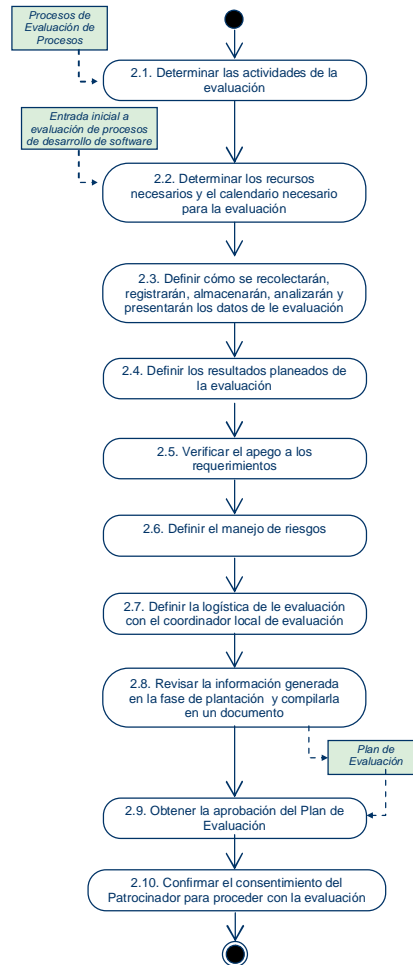 Procesos de
Evaluación de
Procesos
2.1. Determinar las actividades de la
evaluación
Entrada inicial a
evaluación de procesos
de desarrollo de software
2.2. Determinar los recursos
necesarios y el calendario necesario
para la evaluación
2.3. Definir cómo se recolectarán,
registrarán, almacenarán, analizarán y
presentarán los datos de le evaluación
2.4. Definir los resultados planeados de
la evaluación
2.5. Verificar el apego a los
requerimientos
2.6. Definir el manejo de riesgos
2.7. Definir la logística de le evaluación
con el coordinador local de evaluación
2.8. Revisar la información generada
en la fase de plantación y compilarla
en un documento
Plan de
Evaluación
2.9. Obtener la aprobación del Plan de
Evaluación
2.10. Confirmar el consentimiento del
Patrocinador para proceder con la evaluación